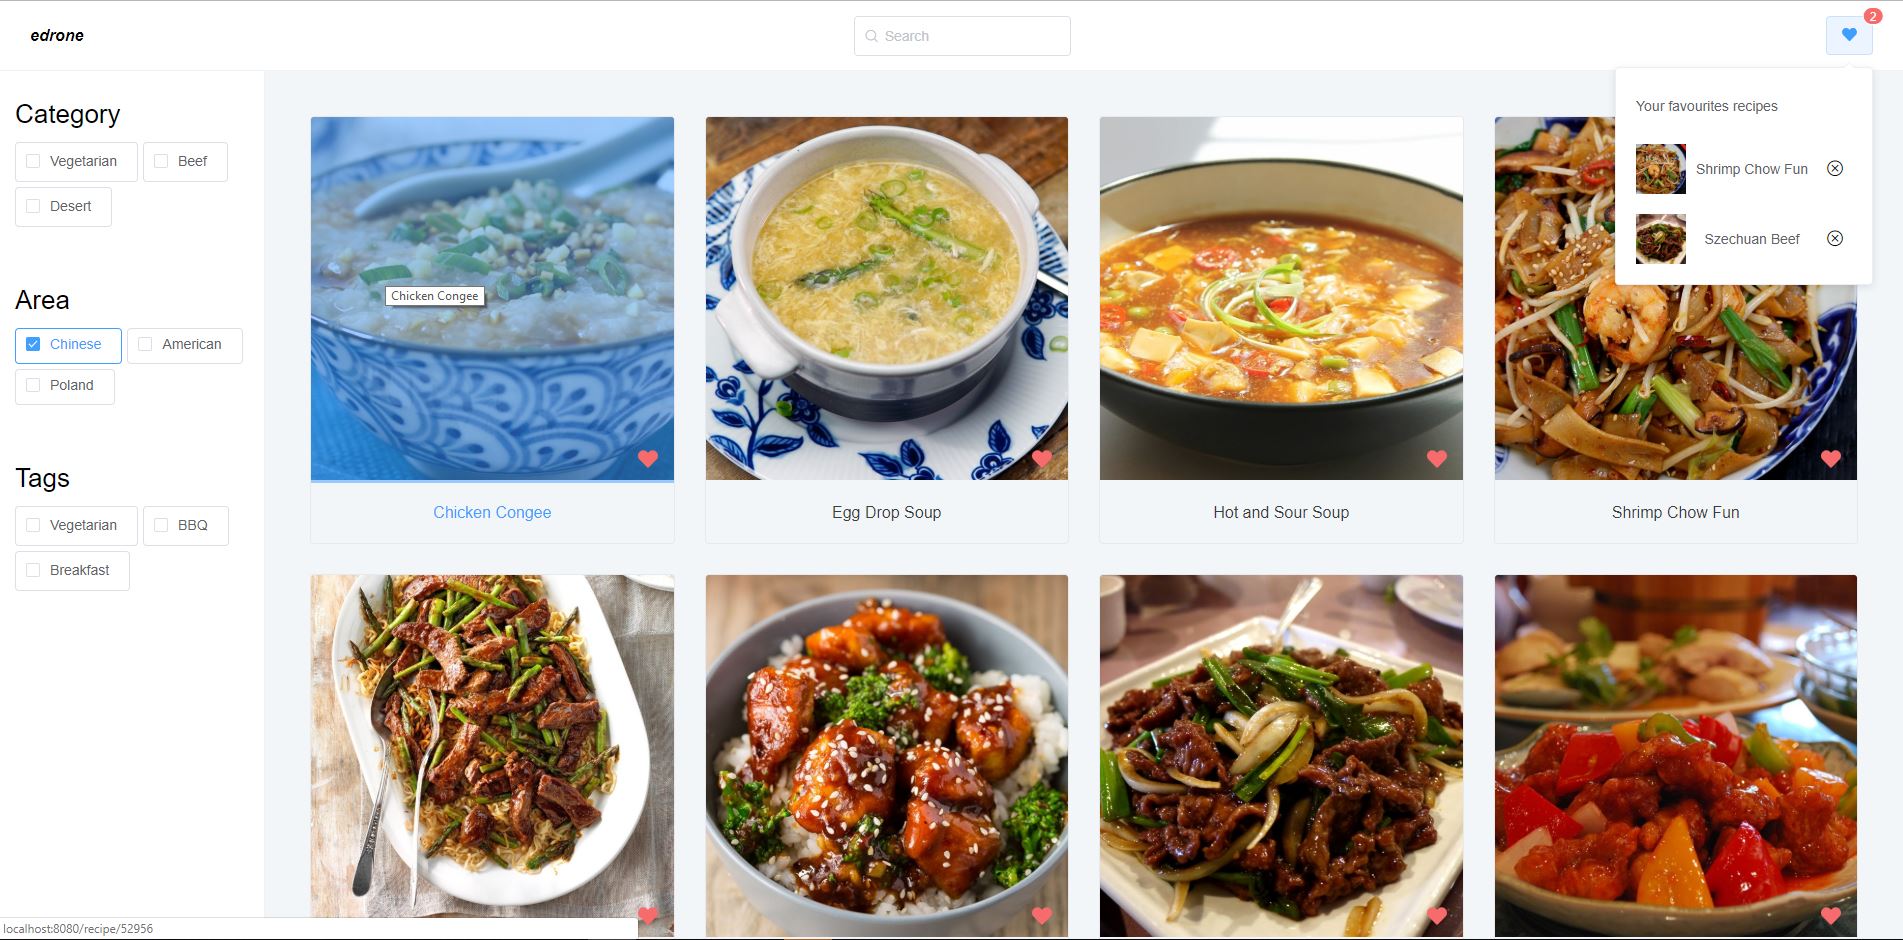 edrone
Search
2
Your favourites recipes
Shrimp Chow Fun
Szechuan Beef
Category
Vegetarian
Beef
Desert
Area
Chinese
American
Poland
Tags
Vegetarian
BBQ
Breakfast
Chicken Congee
Chicken Congee
Egg Drop Soup
Hot and Sour Soup
Shrimp Chow Fun
localhost:8080/recipe/52956